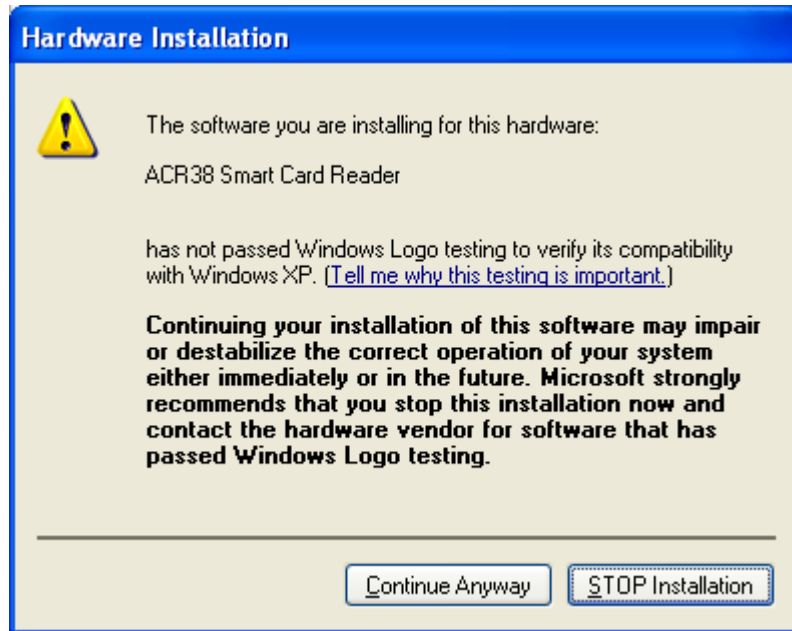 Hardware Installation
The software you are installing for this hardware:
ACR38 Smart Card Reader
has not passed Windows Logo testing to verify its compatibility
with Windows XP. (Tell me why this testing is important.)
Continuing your installation of this software may impair
or destabilize the correct operation of your system
either immediately or in the future. Microsoft strongly
recommends that you stop this installation now and
contact the hardware vendor for software that has
passed Windows Logo testing.
Continue Anyway STOP Installation